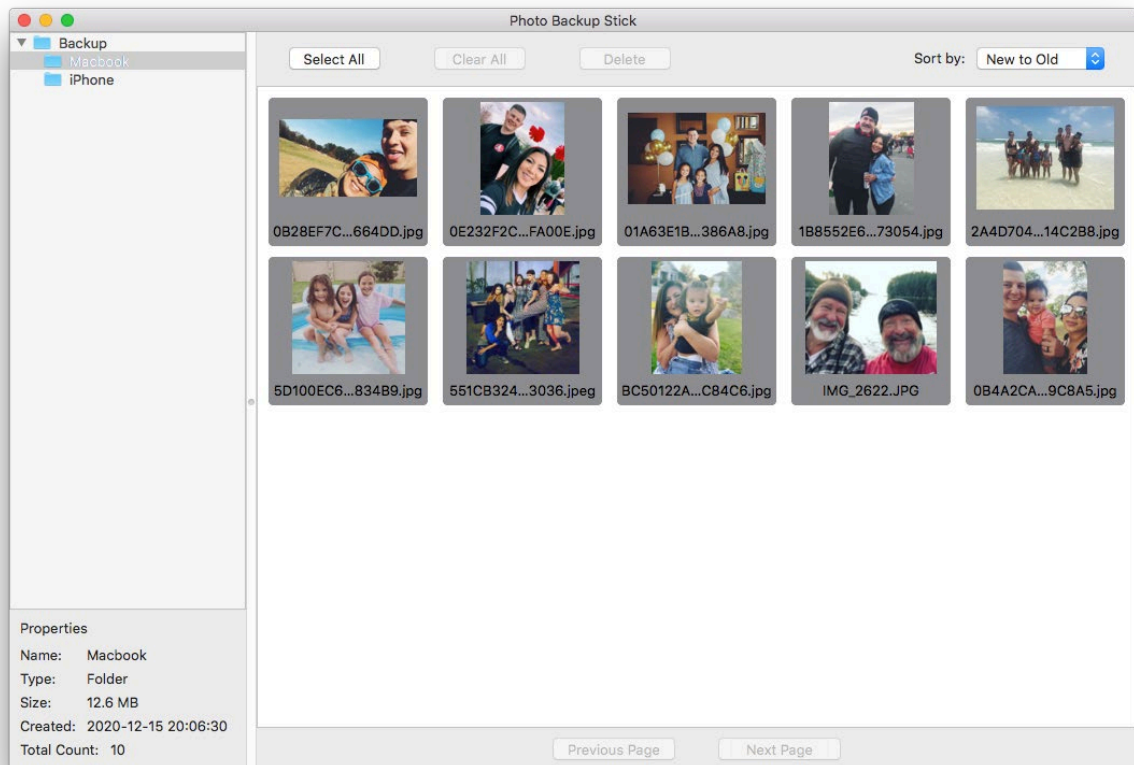 Photo Backup Stick
Backup
Macbook
iPhone
Select All
Clear All
Delete
Sort by:
New to Old
0B28EF7C...664DD.jpg
0E232F2C...FA00E.jpg
01A63E1B...386A8.jpg
1B8552E6...73054.jpg
2A4D704...14C2B8.jpg
5D100EC6...834B9.jpg
551CB324...3036.jpeg
BC50122A...C84C6.jpg
IMG_2622.JPG
0B4A2CA...9C8A5.jpg
Properties
Name: Macbook
Type: Folder
Size: 12.6 MB
Created: 2020-12-15 20:06:30
Total Count: 10
Previous Page
Next Page